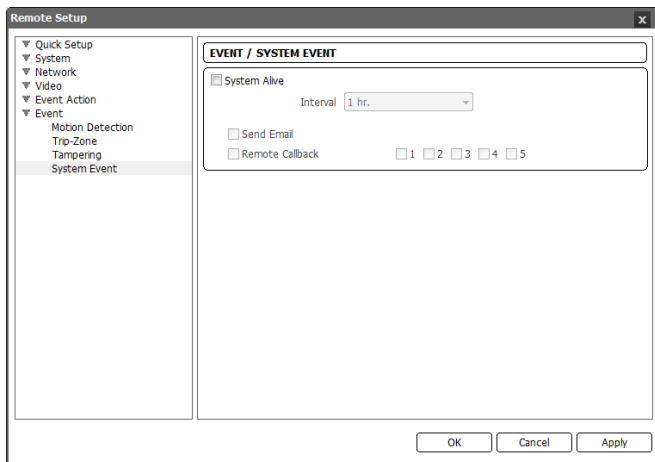 Remote Setup
x
Quick Setup
System
Network
Video
Event Action
Event
Motion Detection
Trip-Zone
Tampering
System Event
EVENT / SYSTEM EVENT
System Alive
Interval 1 hr.
Send Email
Remote Callback 1 2 3 4 5
OK Cancel Apply